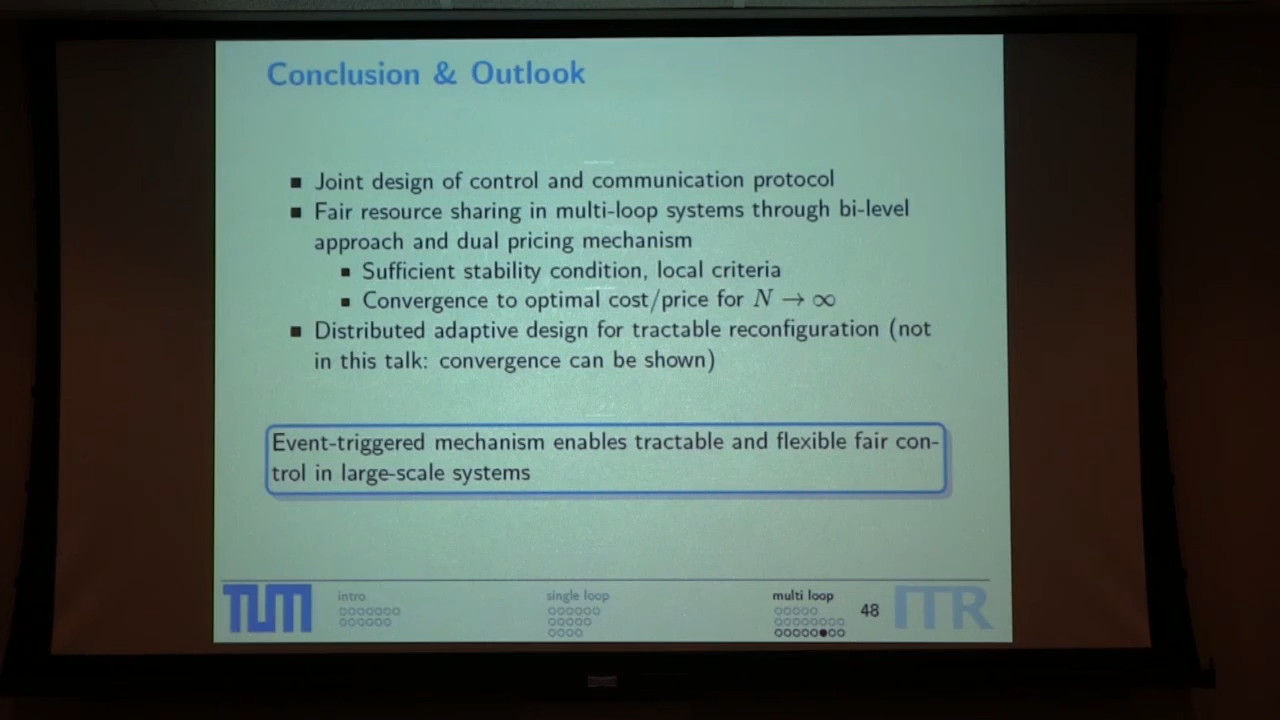 Conclusion & Outlook
Joint design of control and communication protocol
Fair resource sharing in multi-loop systems through bi-level
approach and dual pricing mechanism
Sufficient stability condition, local criteria
Convergence to optimal cost/price for N → ∞
Distributed adaptive design for tractable reconfiguration (not
in this talk: convergence can be shown)
Event-triggered mechanism enables tractable and flexible fair con-
trol in large-scale systems
TUM
intro
single loop
multi loop
48
ITR